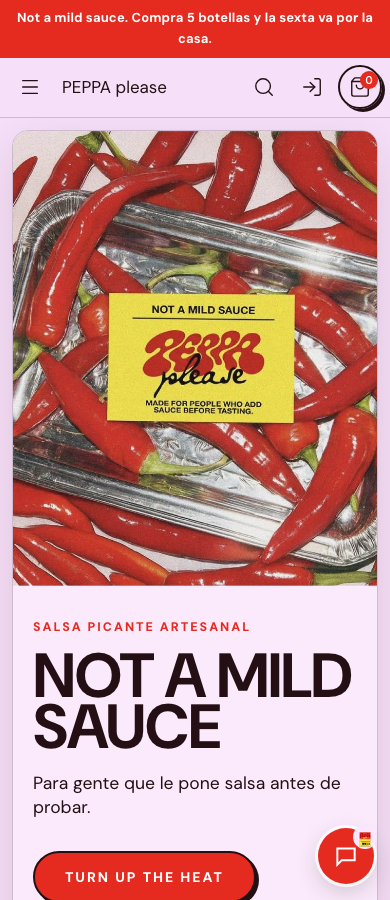 Not a mild sauce. Compra 5 botellas y la sexta va por la
casa.
PEPPA please
0
NOT A MILD SAUCE
PEPPA
please
MADE FOR PEOPLE WHO ADD
SAUCE BEFORE TASTING.
SALSA PICANTE ARTESANAL
NOT A MILD
SAUCE
Para gente que le pone salsa antes de
probar.
TURN UP THE HEAT